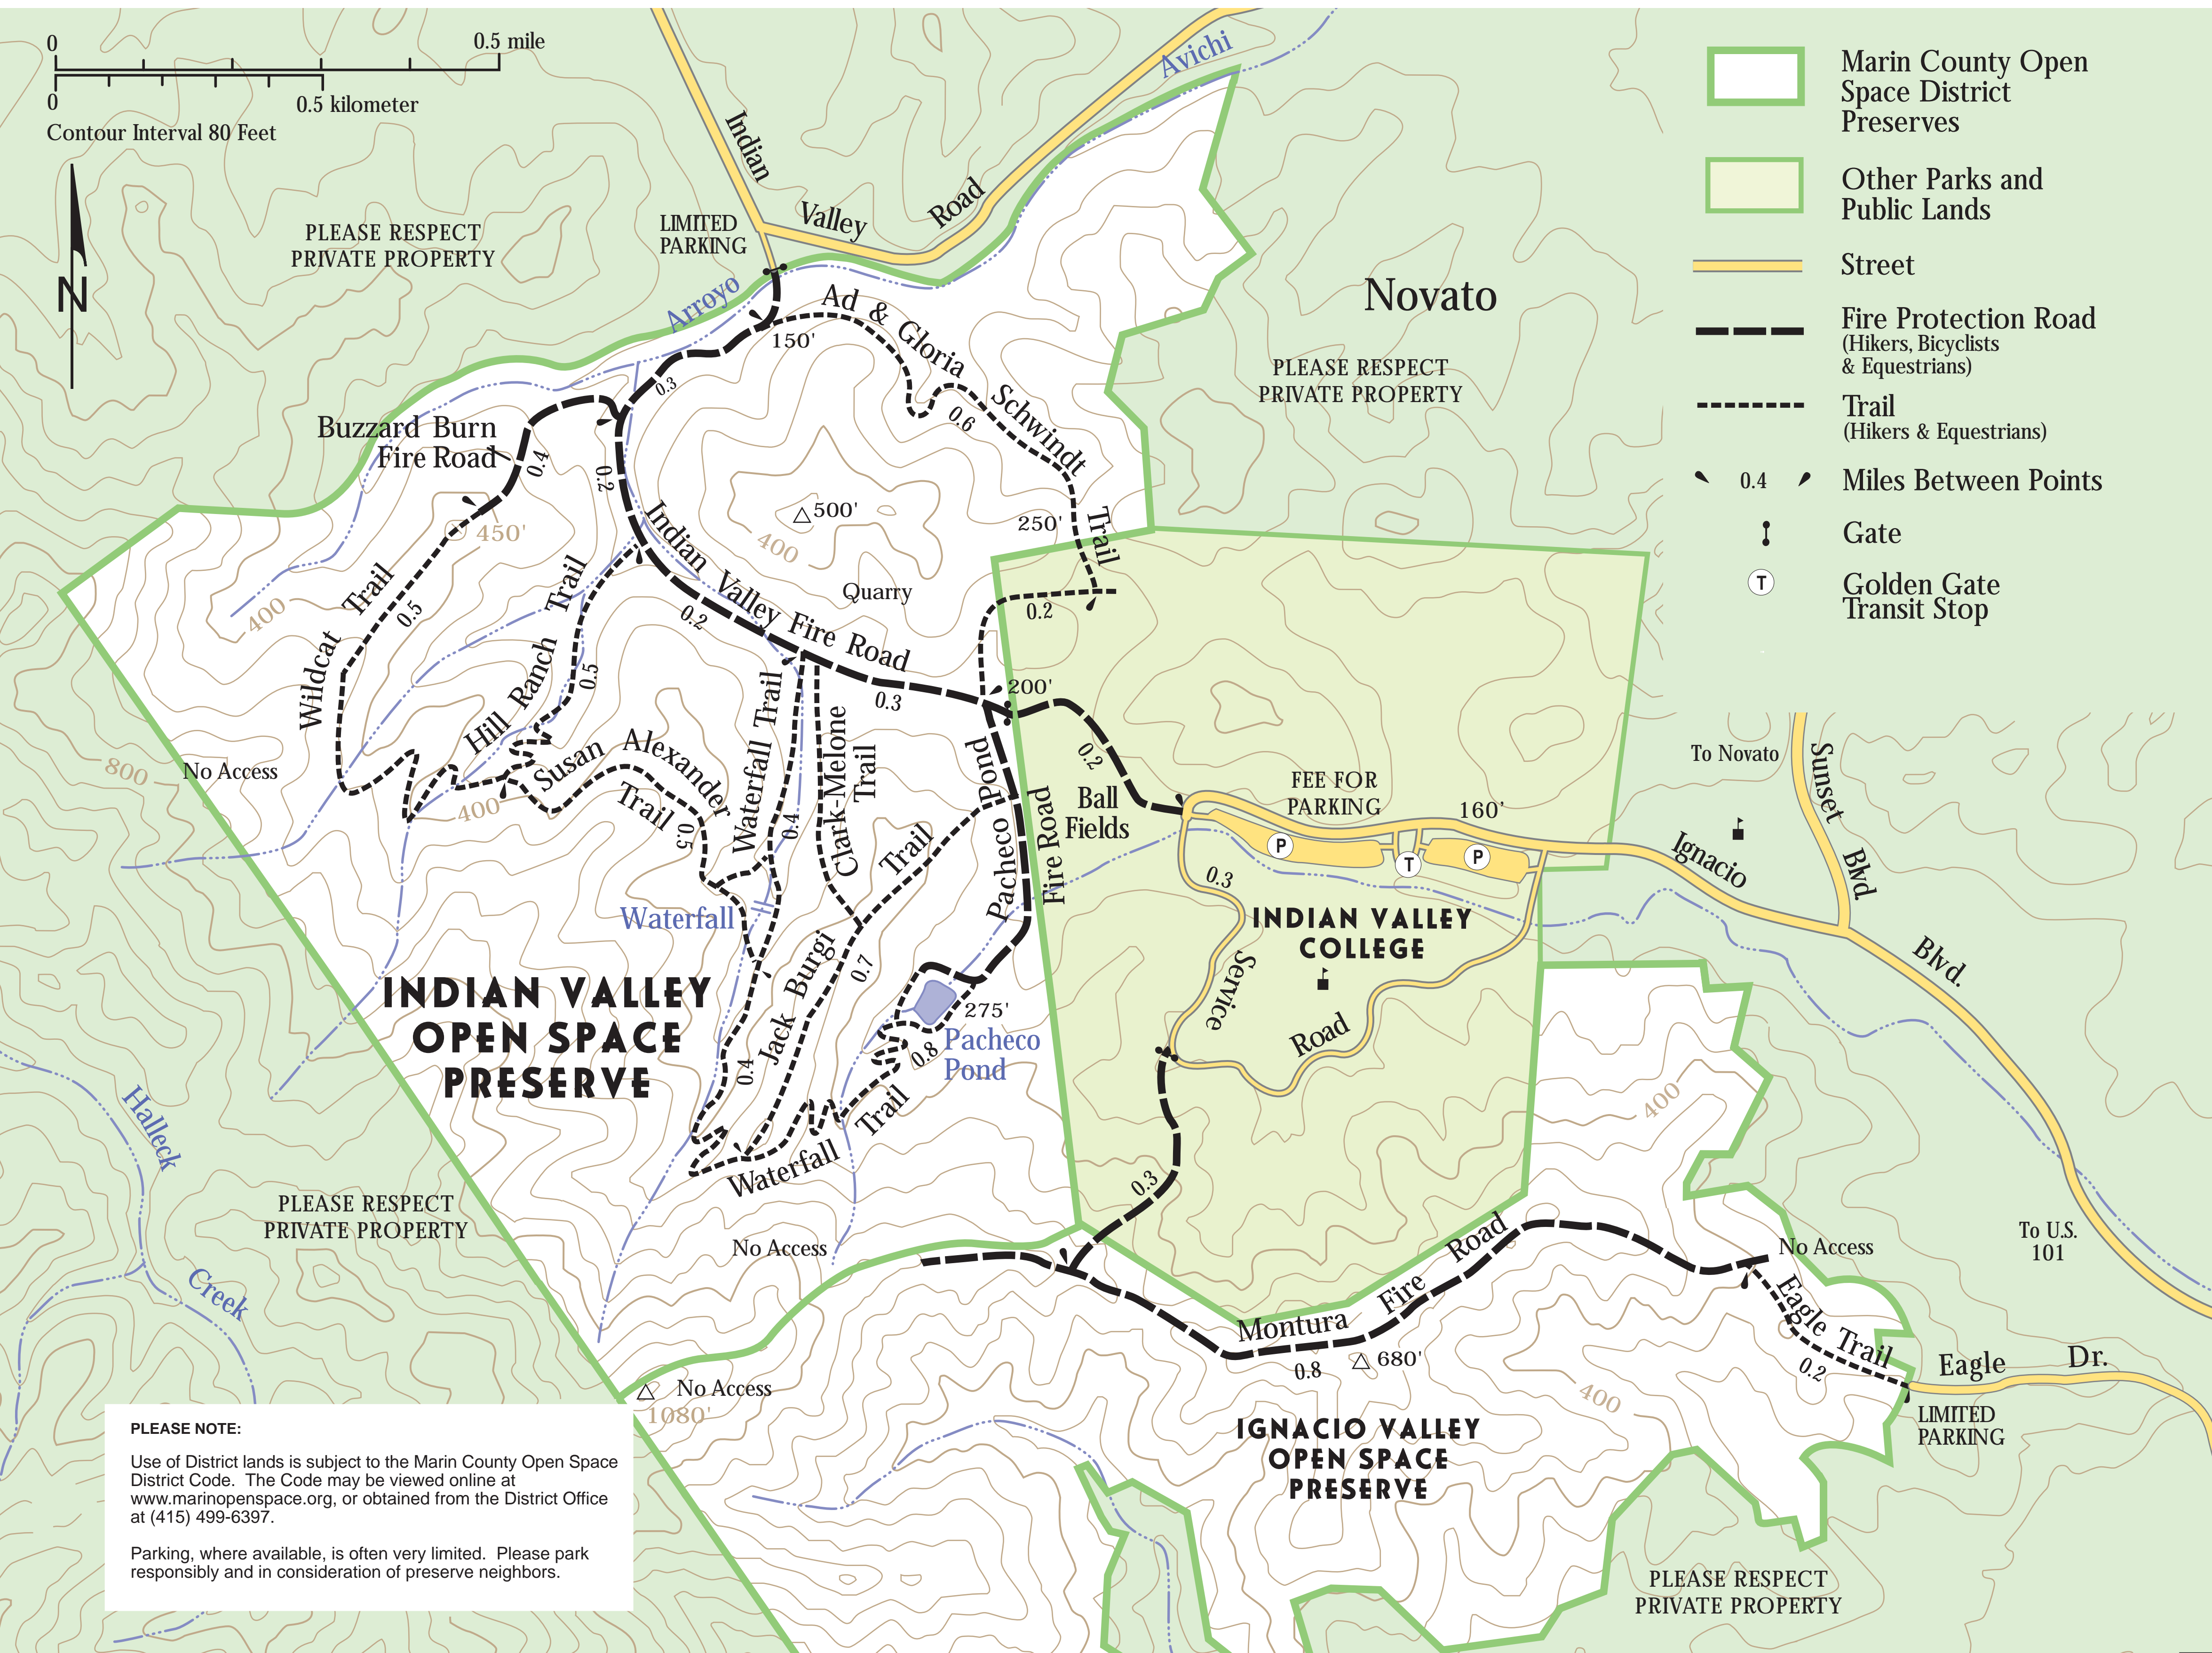 0
0.5 mile
0
0.5 kilometer
Contour Interval 80 Feet
N
PLEASE RESPECT
PRIVATE PROPERTY
LIMITED
PARKING
Indian
Valley
Road
Avichi
Arroyo
150'
Ad & Gloria
Schwindt
Trail
0.6
250'
0.2
Novato
PLEASE RESPECT
PRIVATE PROPERTY
Marin County Open
Space District
Preserves
Other Parks and
Public Lands
Street
Fire Protection Road
(Hikers, Bicyclists
& Equestrians)
Trail
(Hikers & Equestrians)
0.4
Miles Between Points
Gate
T
Golden Gate
Transit Stop
Buzzard Burn
Fire Road
0.3
0.4
0.2
450'
500'
400
Quarry
Indian Valley Fire Road
0.2
0.3
200'
400
Wildcat Trail
0.5
Hill Ranch Trail
0.5
800
No Access
400
Susan Alexander
Trail
0.5
Waterfall Trail
0.4
Clark-Melone
Trail
Jack Burgi Trail
0.7
Pacheco Pond
Fire Road
Ball
Fields
0.2
FEE FOR
PARKING
160'
P
T
P
0.3
INDIAN VALLEY
COLLEGE
Service
Road
To Novato
Sunset
Blvd.
Ignacio
Blvd.
Waterfall
INDIAN VALLEY
OPEN SPACE
PRESERVE
0.4
275'
Pacheco
Pond
0.8
Waterfall Trail
Halleck
Creek
PLEASE RESPECT
PRIVATE PROPERTY
No Access
0.3
400
To U.S.
101
Montura Fire Road
0.8
680'
No Access
Eagle Trail
0.2
Eagle Dr.
LIMITED
PARKING
No Access
1080'
400
IGNACIO VALLEY
OPEN SPACE
PRESERVE
PLEASE RESPECT
PRIVATE PROPERTY
PLEASE NOTE:
Use of District lands is subject to the Marin County Open Space
District Code. The Code may be viewed online at
www.marinopenspace.org, or obtained from the District Office
at (415) 499-6397.
Parking, where available, is often very limited. Please park
responsibly and in consideration of preserve neighbors.